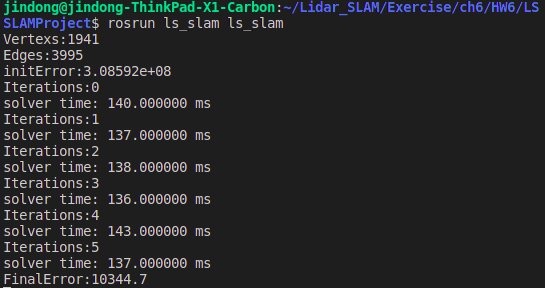 jindong@jindong-ThinkPad-X1-Carbon:~/Lidar_SLAM/Exercise/ch6/HW6/LS
SLAMProject$ rosrun ls_slam ls_slam
Vertexs:1941
Edges:3995
initError:3.08592e+08
Iterations:0
solver time: 140.000000 ms
Iterations:1
solver time: 137.000000 ms
Iterations:2
solver time: 138.000000 ms
Iterations:3
solver time: 136.000000 ms
Iterations:4
solver time: 143.000000 ms
Iterations:5
solver time: 137.000000 ms
FinalError:10344.7